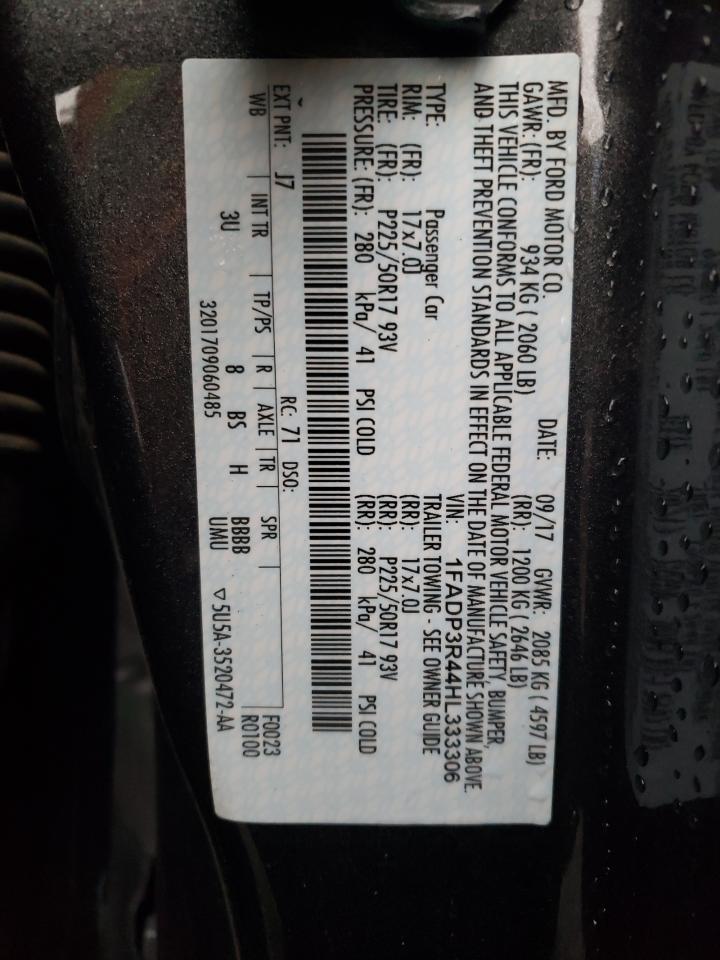 MFD. BY FORD MOTOR CO. DATE: 09/17 GVWR: 2085 KG ( 4597 LB)
GAWR: (FR): 934 KG ( 2060 LB) (RR): 1200 KG ( 2646 LB)
THIS VEHICLE CONFORMS TO ALL APPLICABLE FEDERAL MOTOR VEHICLE SAFETY, BUMPER,
AND THEFT PREVENTION STANDARDS IN EFFECT ON THE DATE OF MANUFACTURE SHOWN ABOVE.
VIN: 1FADP3R44HL333306
TYPE: Passenger Car TRAILER TOWING - SEE OWNER GUIDE
RIM: (FR): 17x7.0J (RR): 17x7.0J
TIRE: (FR): P225/50R17 93V (RR): P225/50R17 93V
PRESSURE: (FR): 280 kPa/ 41 PSI COLD (RR): 280 kPa/ 41 PSI COLD
EXT PNT: J7 RC: 71 DSO: F0023
WB INT TR TP/PS R AXLE TR SPR R0100
3U 8 BS H BBBB
3201709060485 UMU ▽5U5A-3520472-AA